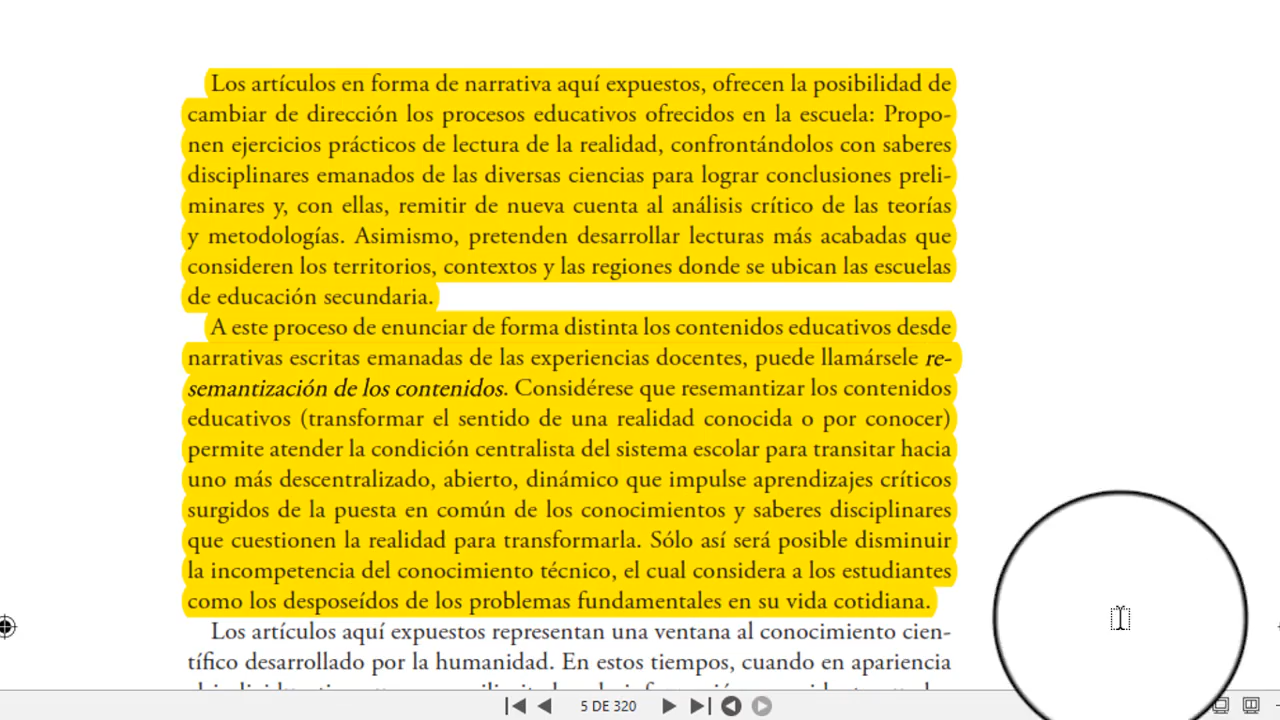 Los artículos en forma de narrativa aquí expuestos, ofrecen la posibilidad de
cambiar de dirección los procesos educativos ofrecidos en la escuela: Propo-
nen ejercicios prácticos de lectura de la realidad, confrontándolos con saberes
disciplinares emanados de las diversas ciencias para lograr conclusiones preli-
minares y, con ellas, remitir de nueva cuenta al análisis crítico de las teorías
y metodologías. Asimismo, pretenden desarrollar lecturas más acabadas que
consideren los territorios, contextos y las regiones donde se ubican las escuelas
de educación secundaria.
A este proceso de enunciar de forma distinta los contenidos educativos desde
narrativas escritas emanadas de las experiencias docentes, puede llamársele re-
semantización de los contenidos. Considérese que resemantizar los contenidos
educativos (transformar el sentido de una realidad conocida o por conocer)
permite atender la condición centralista del sistema escolar para transitar hacia
uno más descentralizado, abierto, dinámico que impulse aprendizajes críticos
surgidos de la puesta en común de los conocimientos y saberes disciplinares
que cuestionen la realidad para transformarla. Sólo así será posible disminuir
la incompetencia del conocimiento técnico, el cual considera a los estudiantes
como los desposeídos de los problemas fundamentales en su vida cotidiana.
Los artículos aquí expuestos representan una ventana al conocimiento cien-
tífico desarrollado por la humanidad. En estos tiempos, cuando en apariencia
5 DE 320